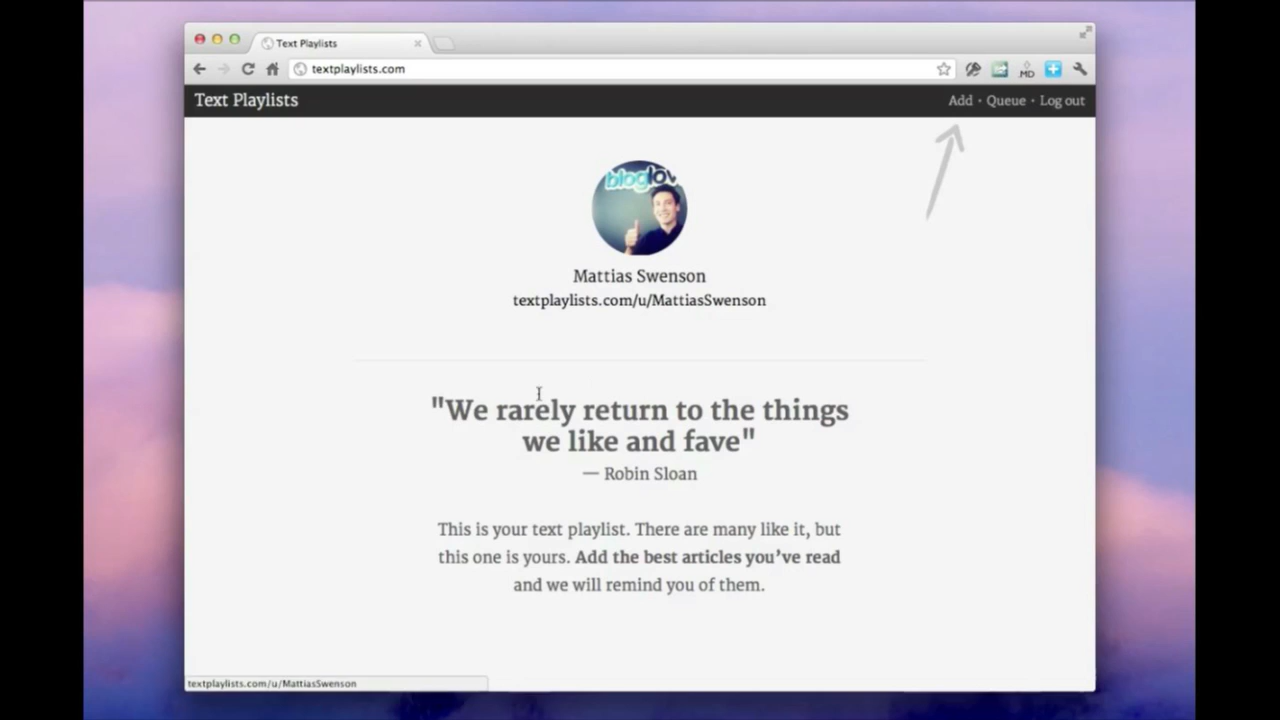 Text Playlists
textplaylists.com
.MD
Text Playlists
Add · Queue · Log out
bloglov
Mattias Swenson
textplaylists.com/u/MattiasSwenson
"We rarely return to the things
we like and fave"
— Robin Sloan
This is your text playlist. There are many like it, but
this one is yours. Add the best articles you’ve read
and we will remind you of them.
textplaylists.com/u/MattiasSwenson